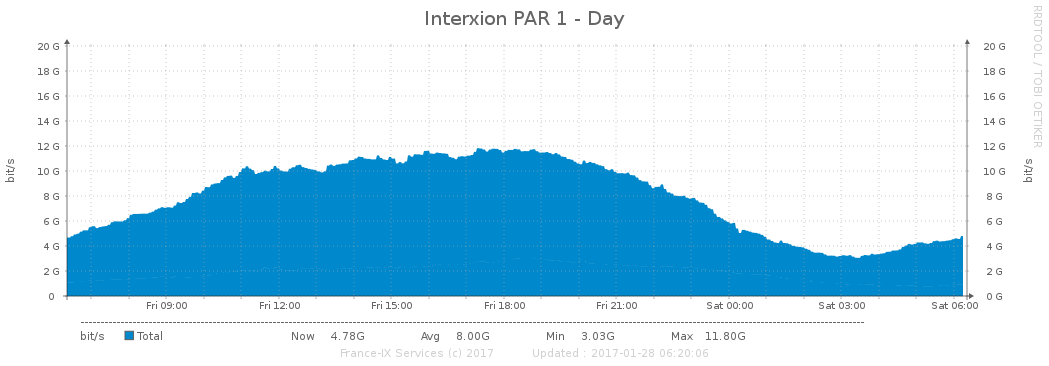 Interxion PAR 1 - Day
RRDTOOL / TOBI OETIKER
bit/s
bit/s
20 G 20 G
18 G 18 G
16 G 16 G
14 G 14 G
12 G 12 G
10 G 10 G
8 G 8 G
6 G 6 G
4 G 4 G
2 G 2 G
0 0 G
Fri 09:00 Fri 12:00 Fri 15:00 Fri 18:00 Fri 21:00 Sat 00:00 Sat 03:00 Sat 06:00
bit/s Total Now 4.78G Avg 8.00G Min 3.03G Max 11.80G
France-IX Services (c) 2017 Updated : 2017-01-28 06:20:06